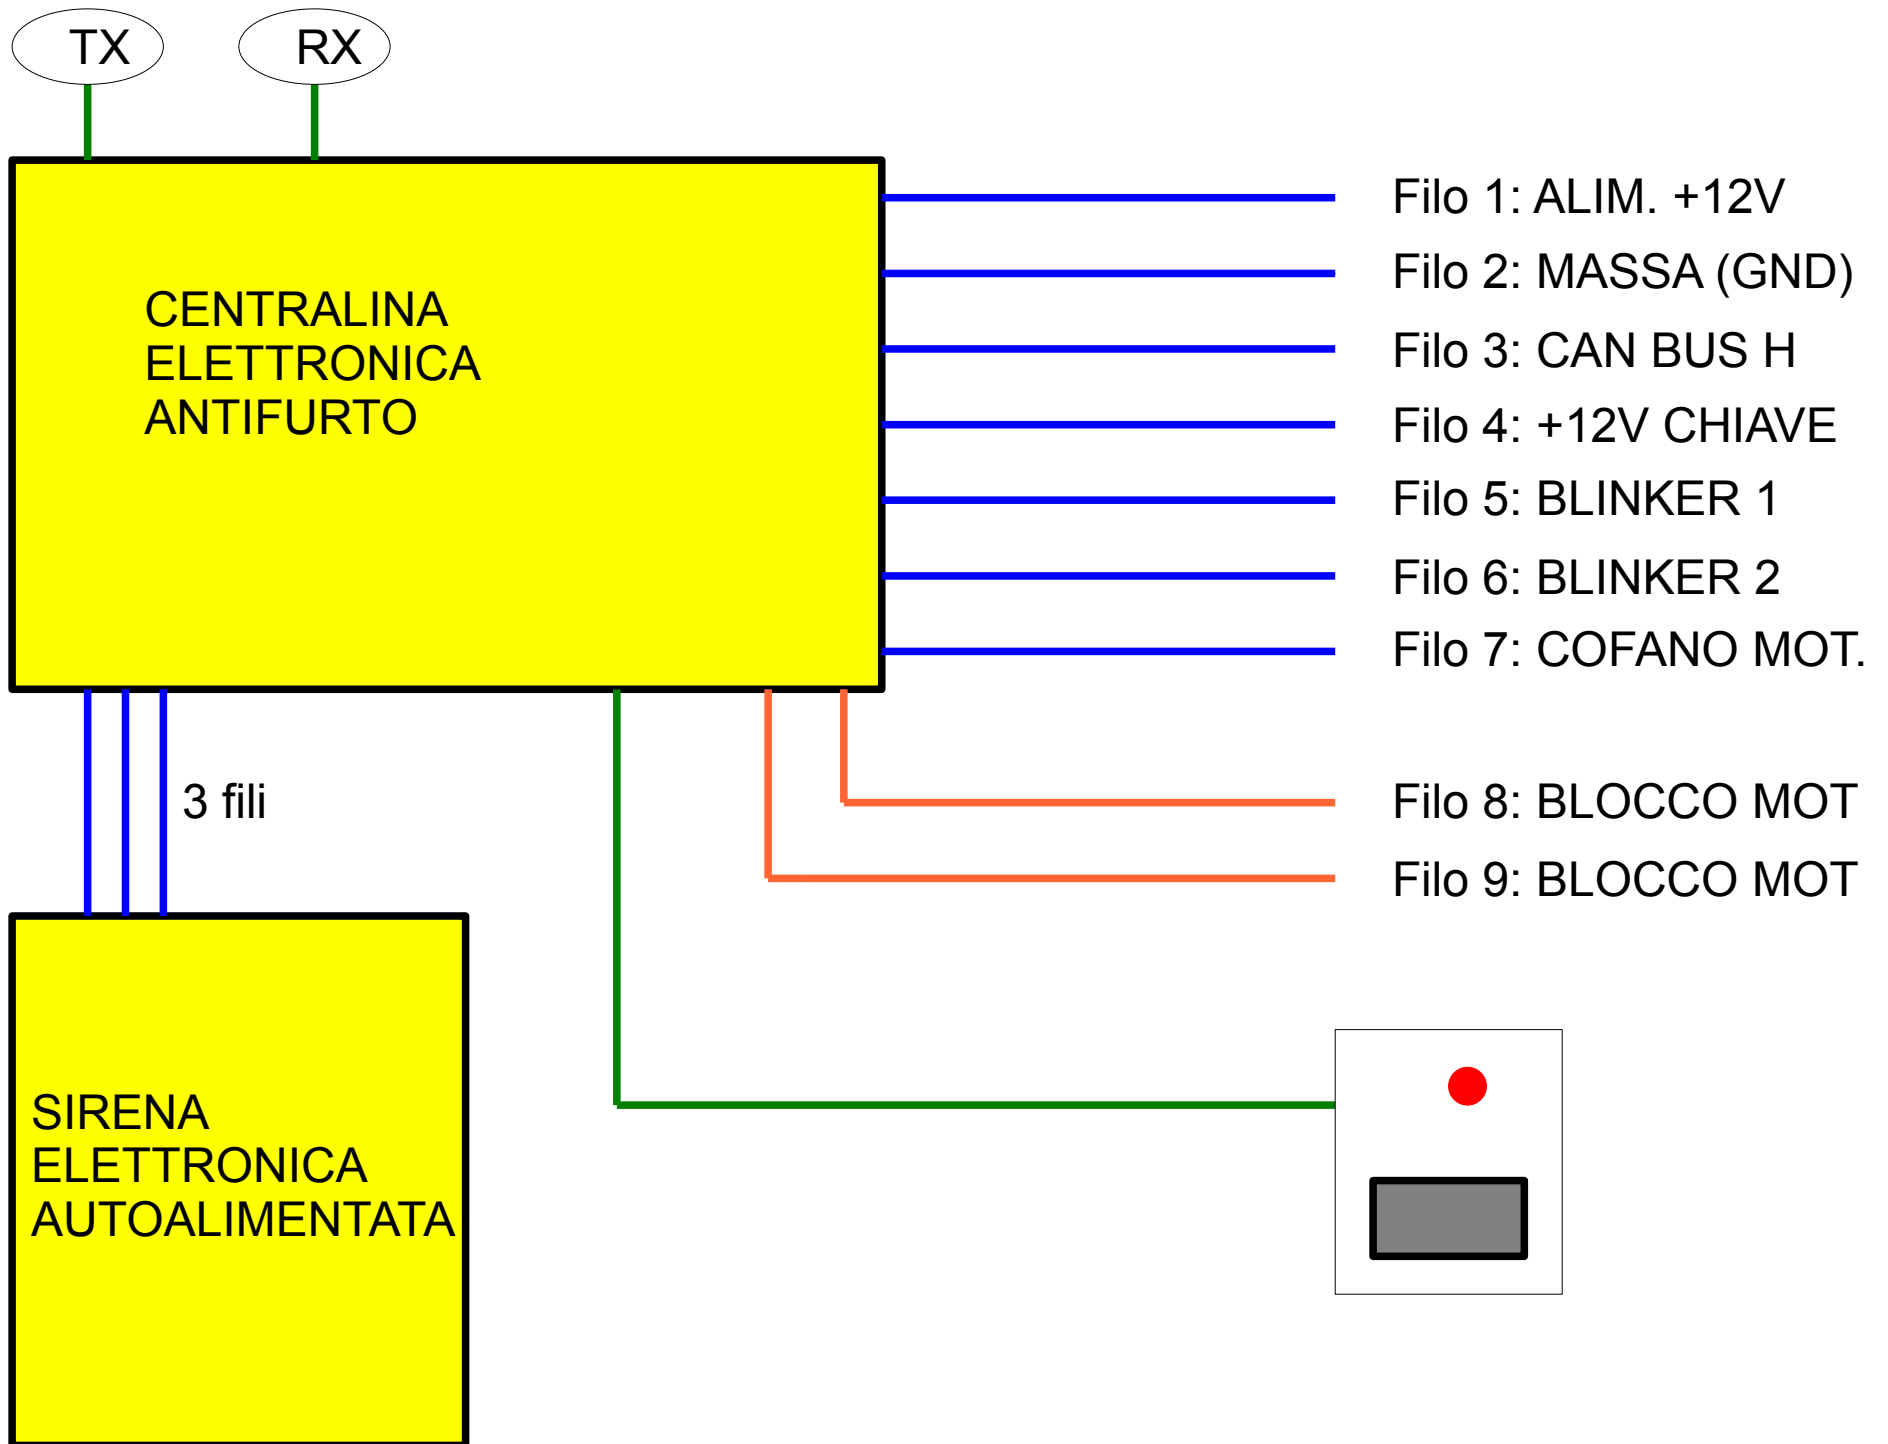 TX
RX
CENTRALINA
ELETTRONICA
ANTIFURTO
Filo 1: ALIM. +12V
Filo 2: MASSA (GND)
Filo 3: CAN BUS H
Filo 4: +12V CHIAVE
Filo 5: BLINKER 1
Filo 6: BLINKER 2
Filo 7: COFANO MOT.
3 fili
Filo 8: BLOCCO MOT
Filo 9: BLOCCO MOT
SIRENA
ELETTRONICA
AUTOALIMENTATA